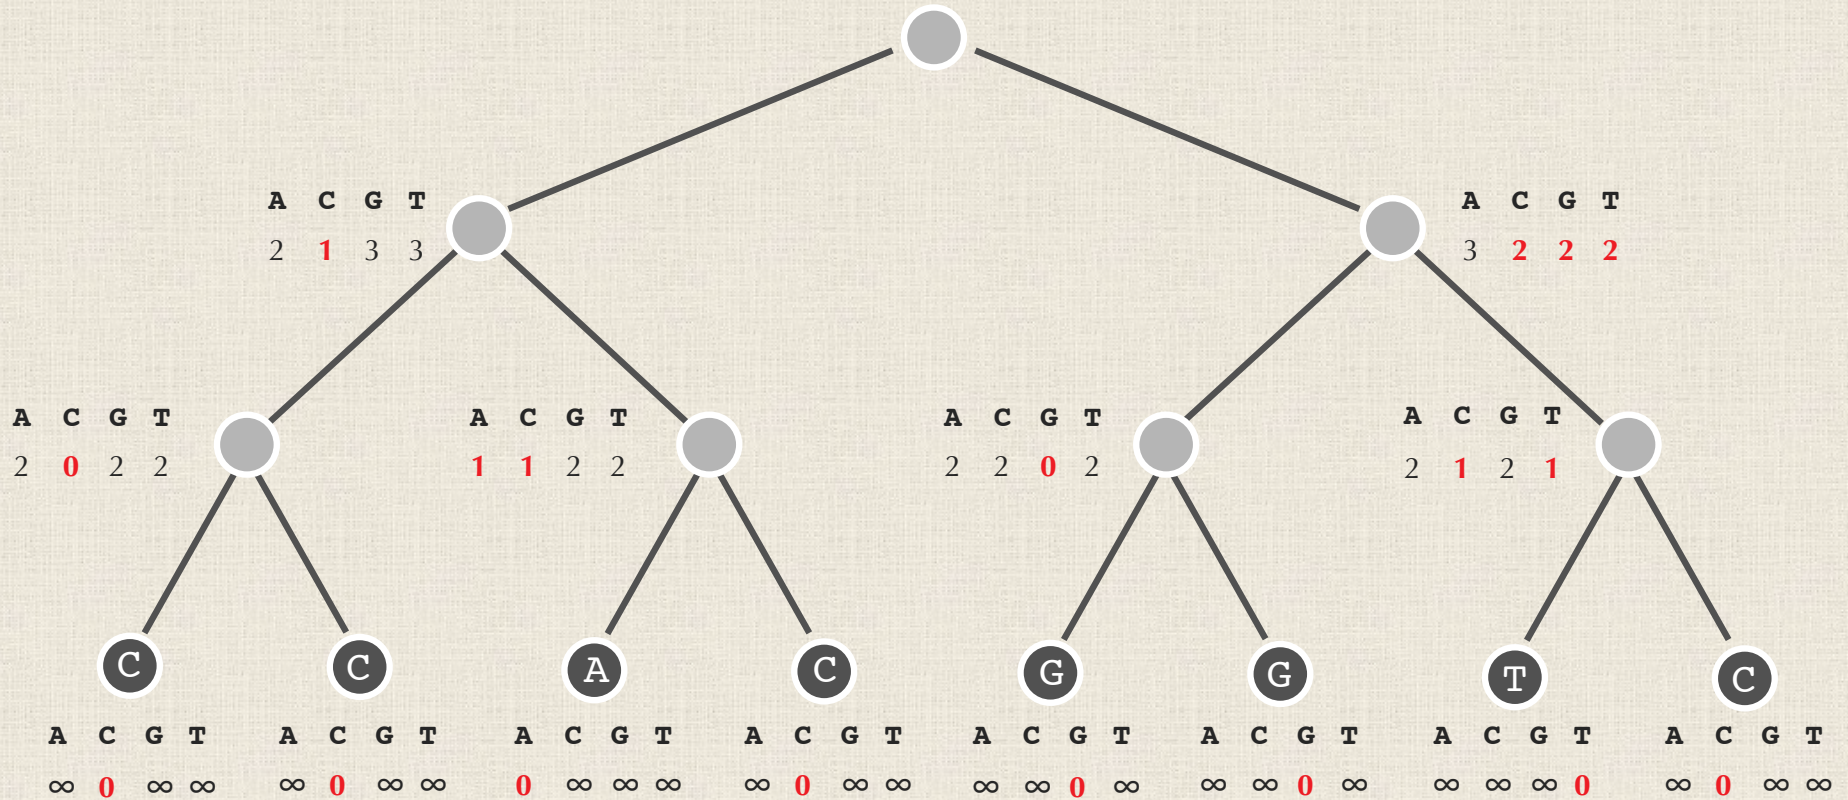 A C G T
2 1 3 3
A C G T
3 2 2 2
A C G T
2 0 2 2
A C G T
1 1 2 2
A C G T
2 2 0 2
A C G T
2 1 2 1
C
C
A
C
G
G
T
C
A C G T
A C G T
A C G T
A C G T
A C G T
A C G T
A C G T
A C G T
∞ 0 ∞ ∞
∞ 0 ∞ ∞
0 ∞ ∞ ∞
∞ 0 ∞ ∞
∞ ∞ 0 ∞
∞ ∞ 0 ∞
∞ ∞ ∞ 0
∞ 0 ∞ ∞